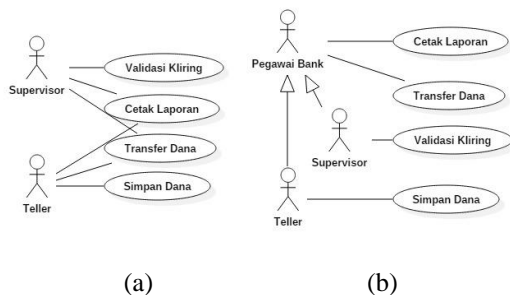 Supervisor
Validasi Kliring
Cetak Laporan
Transfer Dana
Simpan Dana
Teller
(a)
Pegawai Bank
Cetak Laporan
Transfer Dana
Supervisor
Validasi Kliring
Teller
Simpan Dana
(b)